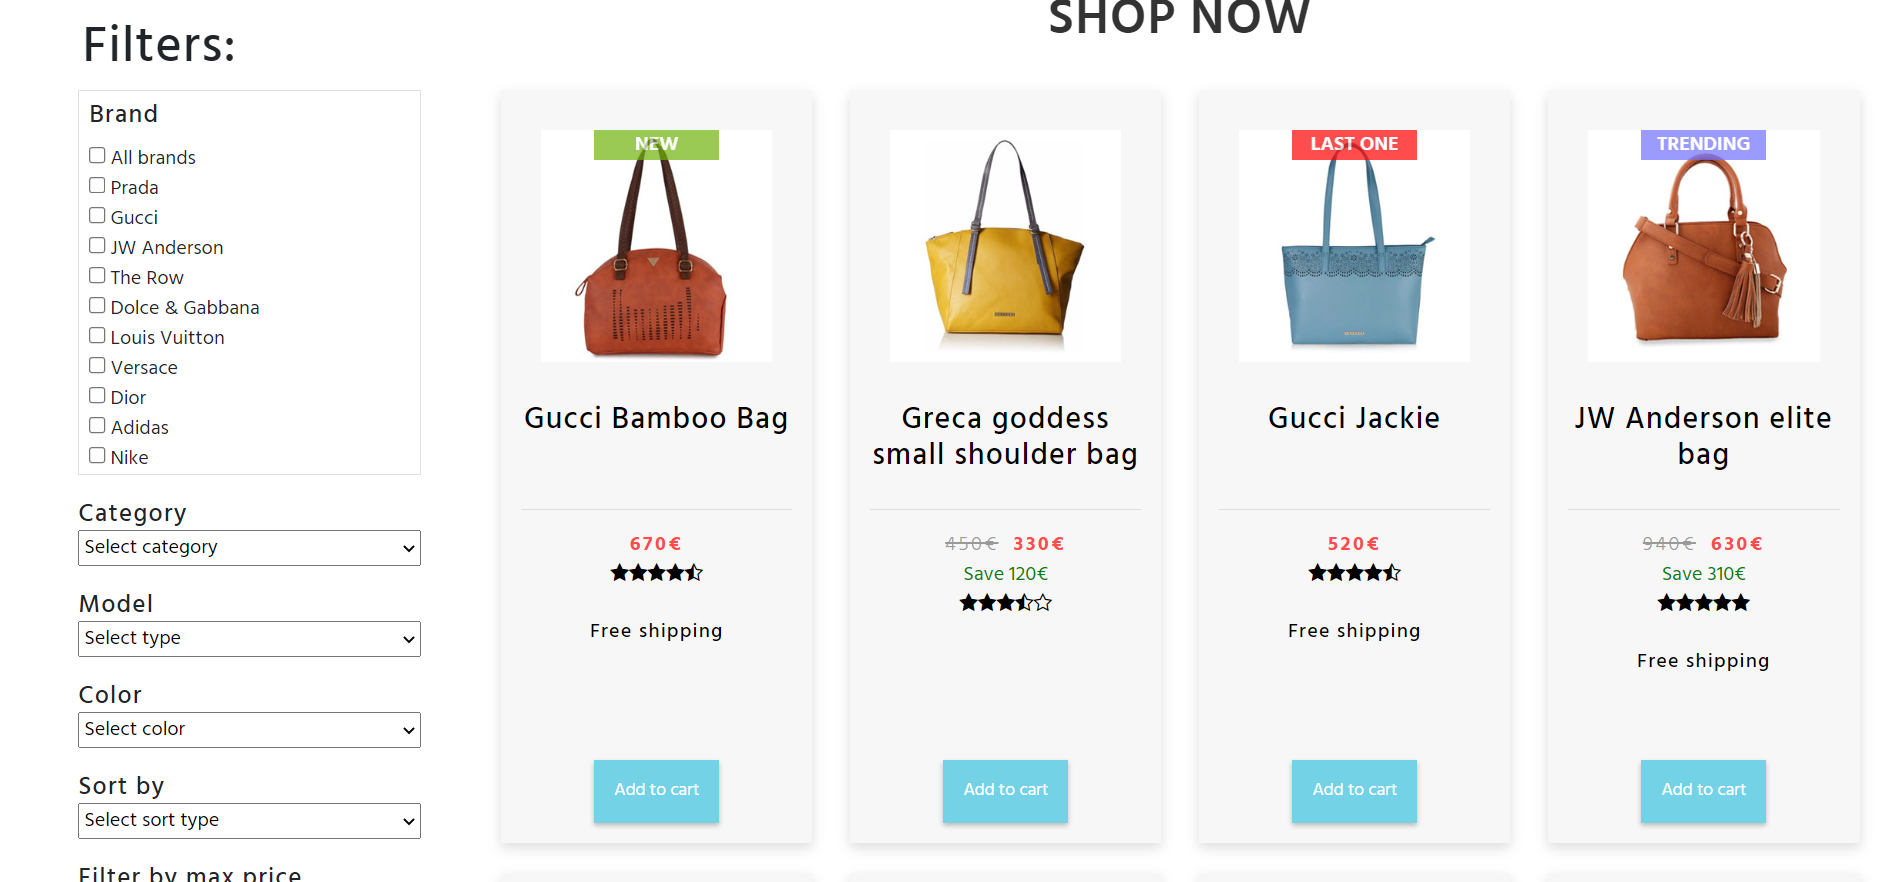 SHOP NOW
Filters:
Brand
All brands
Prada
Gucci
JW Anderson
The Row
Dolce & Gabbana
Louis Vuitton
Versace
Dior
Adidas
Nike
Category
Select category
Model
Select type
Color
Select color
Sort by
Select sort type
Filter by max price
NEW
Gucci Bamboo Bag
670€
Free shipping
Add to cart
Greca goddess
small shoulder bag
450€ 330€
Save 120€
Add to cart
LAST ONE
Gucci Jackie
520€
Free shipping
Add to cart
TRENDING
JW Anderson elite
bag
940€ 630€
Save 310€
Free shipping
Add to cart